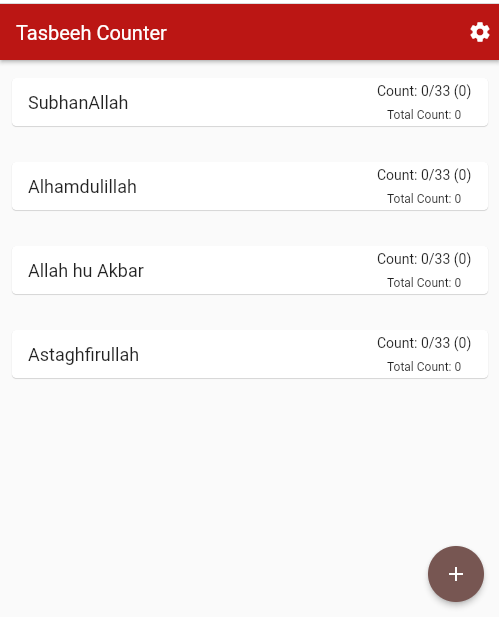 Tasbeeh Counter
SubhanAllah
Count: 0/33 (0)
Total Count: 0
Alhamdulillah
Count: 0/33 (0)
Total Count: 0
Allah hu Akbar
Count: 0/33 (0)
Total Count: 0
Astaghfirullah
Count: 0/33 (0)
Total Count: 0